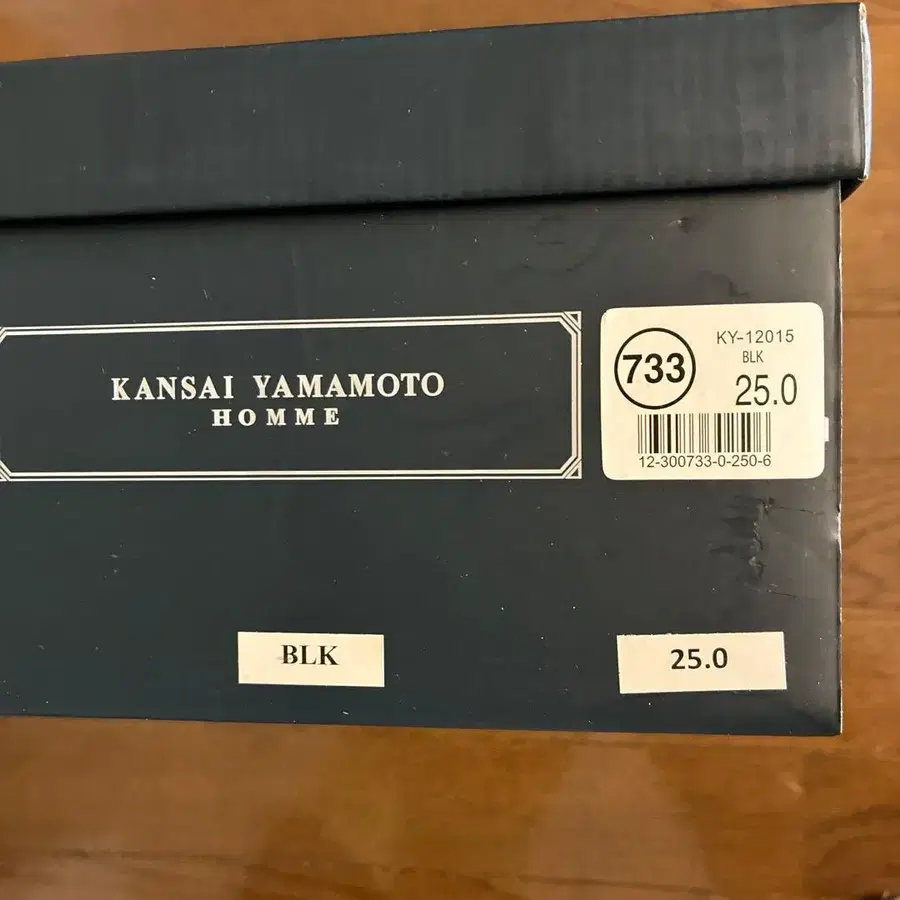 KANSAI YAMAMOTO
HOMME
733
KY-12015
BLK
25.0
12-300733-0-250-6
BLK
25.0